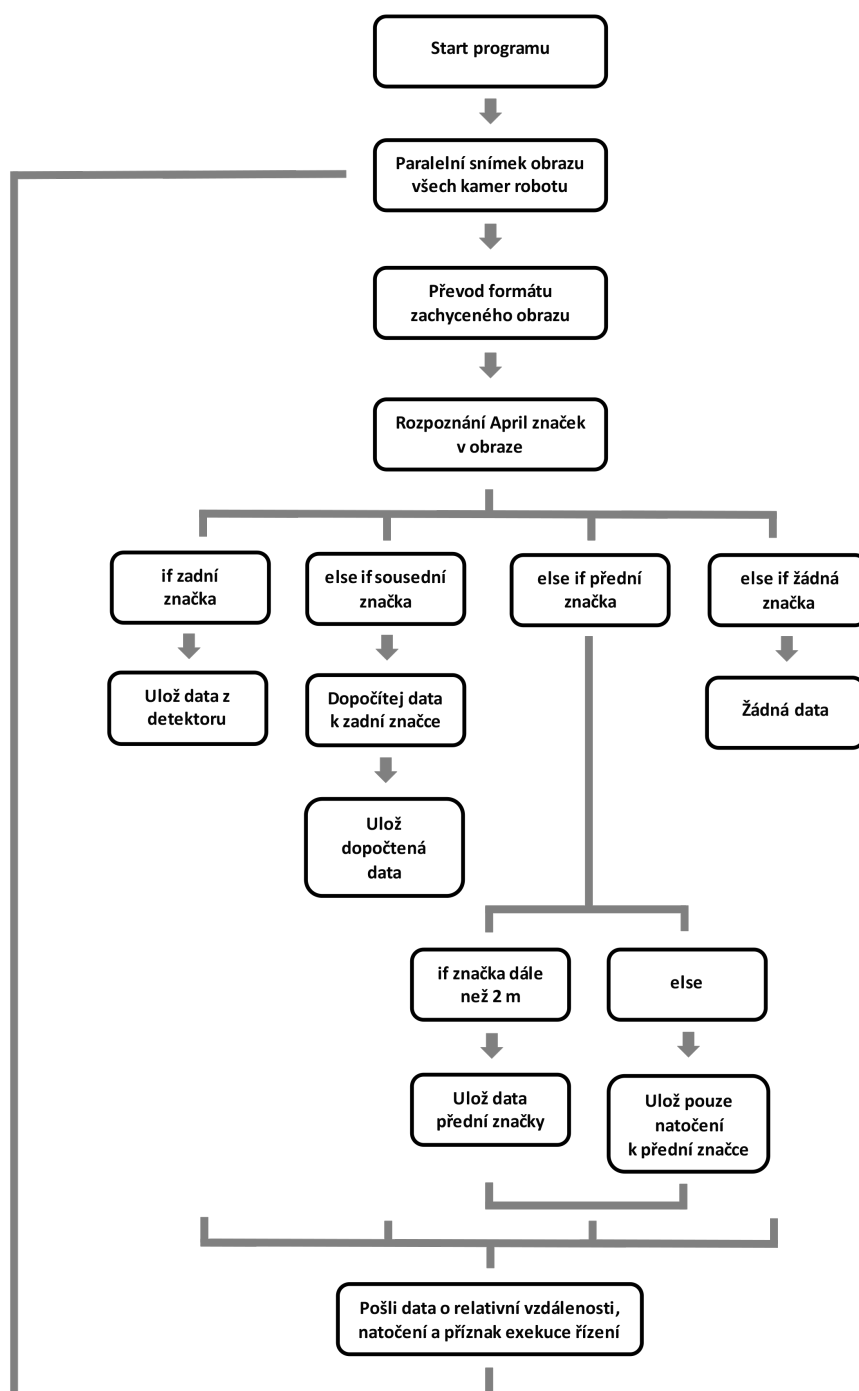 Start programu
Paralelní snímek obrazu
všech kamer robotu
Převod formátu
zachyceného obrazu
Rozpoznání April značek
v obraze
if zadní
značka
else if sousední
značka
else if přední
značka
else if žádná
značka
Ulož data z
detektoru
Dopočítej data
k zadní značce
Žádná data
Ulož
dopočtená
data
if značka dále
než 2 m
else
Ulož data
přední značky
Ulož pouze
natočení
k přední značce
Pošli data o relativní vzdálenosti,
natočení a příznak exekuce řízení